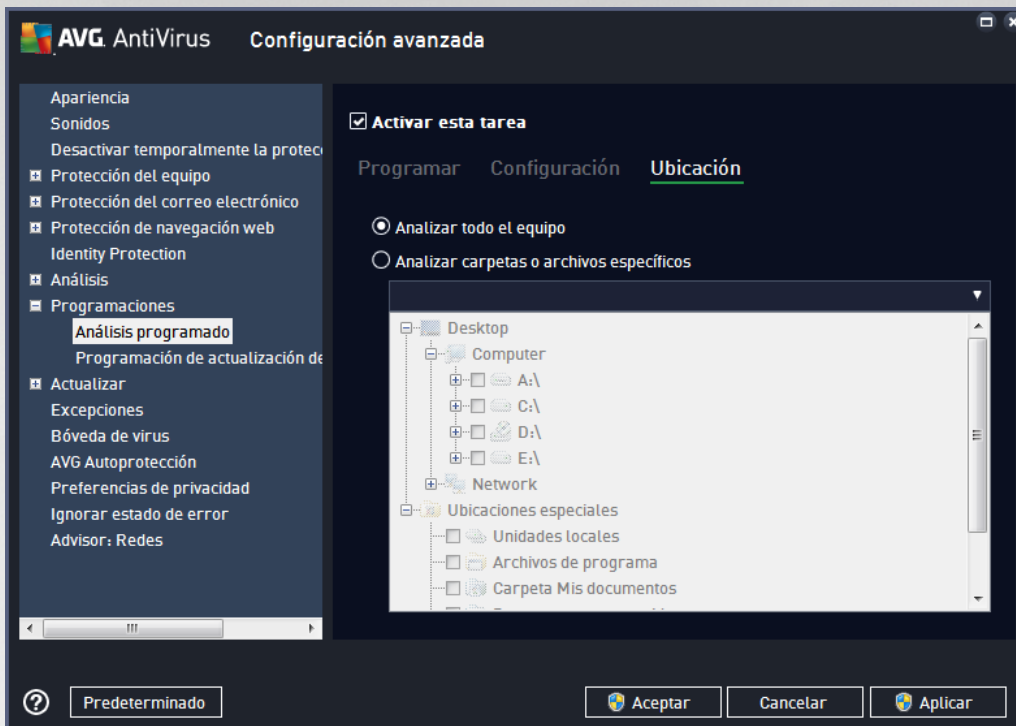 AVG. AntiVirus Configuración avanzada
Apariencia
Sonidos
Desactivar temporalmente la protec
Protección del equipo
Protección del correo electrónico
Protección de navegación web
Identity Protection
Análisis
Programaciones
Análisis programado
Programación de actualización de
Actualizar
Excepciones
Bóveda de virus
AVG Autoprotección
Preferencias de privacidad
Ignorar estado de error
Advisor: Redes
Activar esta tarea
Programar Configuración Ubicación
Analizar todo el equipo
Analizar carpetas o archivos específicos
Desktop
Computer
A:\
C:\
D:\
E:\
Network
Ubicaciones especiales
Unidades locales
Archivos de programa
Carpeta Mis documentos
? Predeterminado Aceptar Cancelar Aplicar